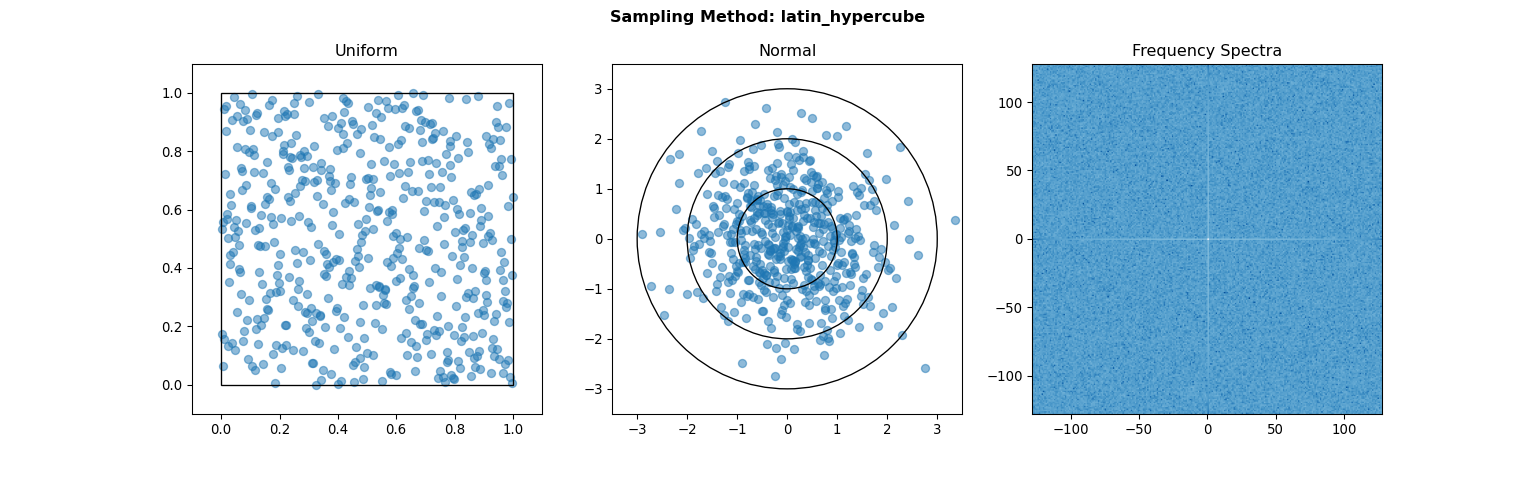 Sampling Method: latin_hypercube
Uniform
1.0
0.8
0.6
0.4
0.2
0.0
0.0 0.2 0.4 0.6 0.8 1.0
Normal
3
2
1
0
−1
−2
−3
−3 −2 −1 0 1 2 3
Frequency Spectra
100
50
0
−50
−100
−100 −50 0 50 100